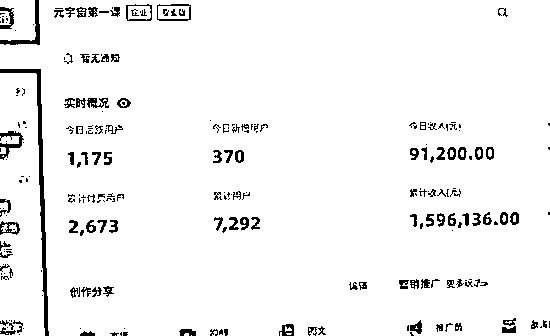 元宇宙第一课 企业 专业版
暂无通知
实时概况
今日活跃用户 今日新增用户 今日收入(元)
1,175 370 91,200.00
累计付费用户 累计用户 累计收入(元)
2,673 7,292 1,596,136.00
创作分享 编辑 营销推广 更多玩法
直播 图文 推广员